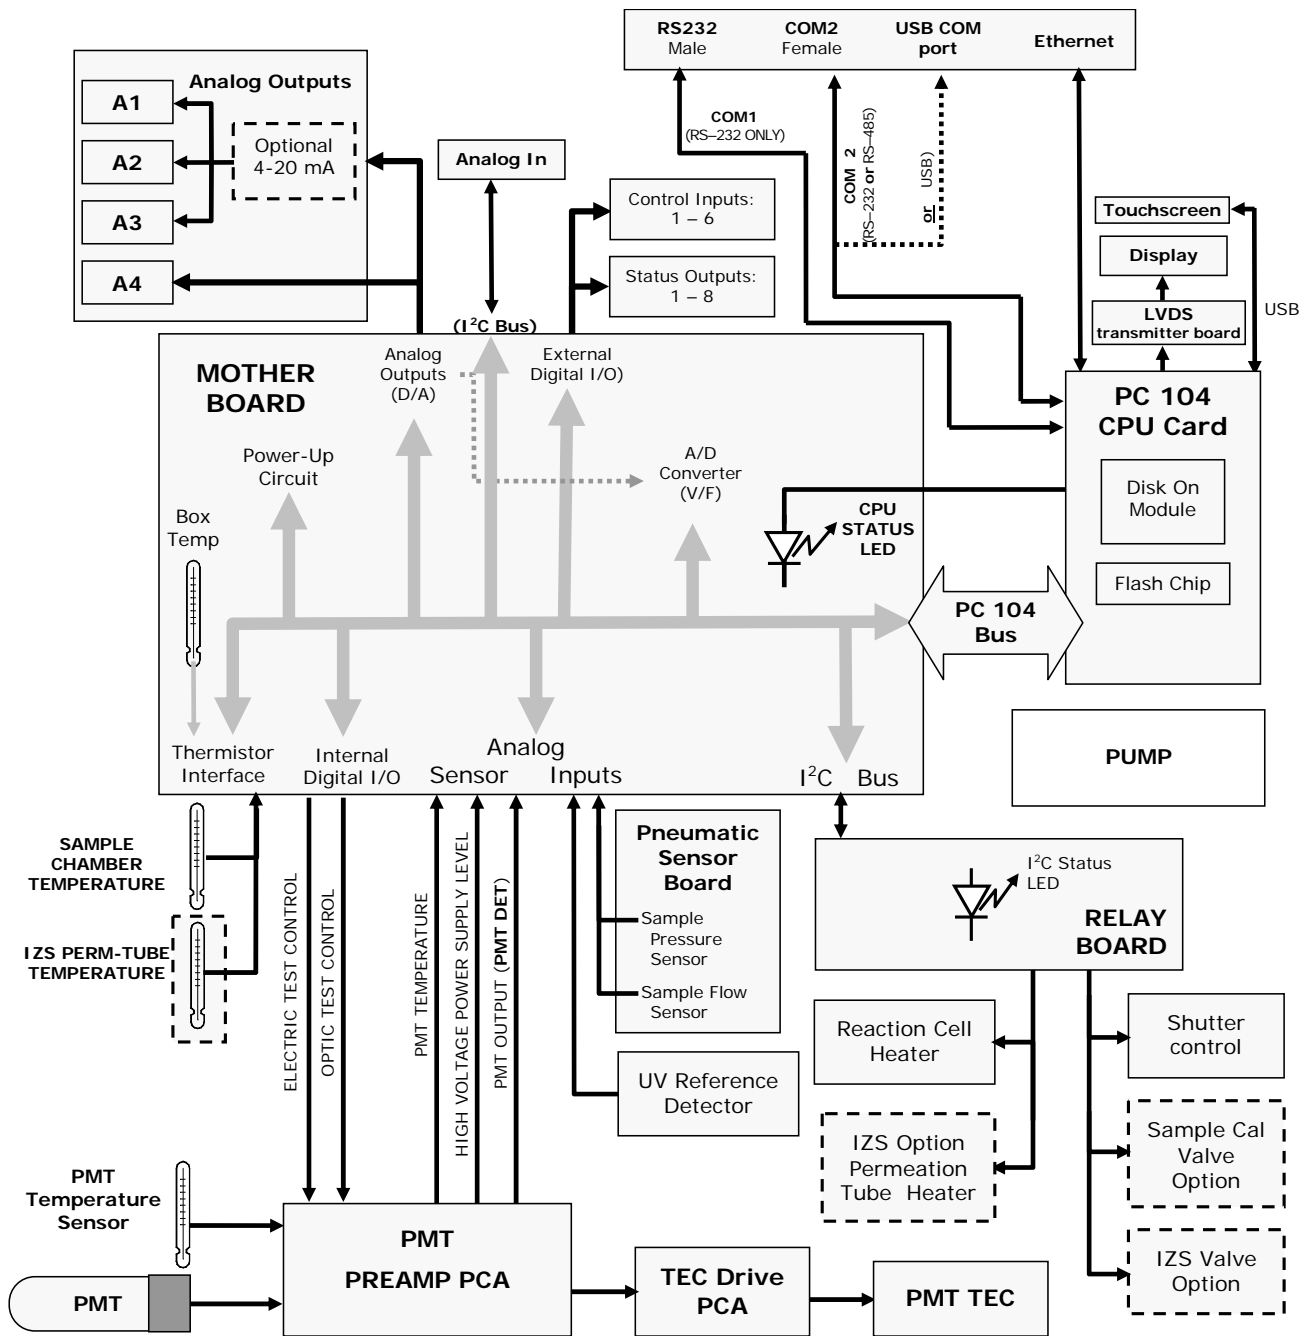 RS232
Male
COM2
Female
USB COM
port
Ethernet
Analog Outputs
A1
A2
A3
A4
Optional
4-20 mA
Analog In
COM1
(RS–232 ONLY)
COM 2
(RS–232 or RS–485)
or USB)
Control Inputs:
1 – 6
Status Outputs:
1 – 8
Touchscreen
Display
LVDS
transmitter board
USB
(I²C Bus)
MOTHER
BOARD
Analog
Outputs
(D/A)
External
Digital I/O)
Power-Up
Circuit
A/D
Converter
(V/F)
Box
Temp
CPU
STATUS
LED
PC 104
CPU Card
Disk On
Module
Flash Chip
PC 104
Bus
Thermistor
Interface
Internal
Digital I/O
Analog
Sensor Inputs
I²C Bus
PUMP
SAMPLE
CHAMBER
TEMPERATURE
IZS PERM-TUBE
TEMPERATURE
ELECTRIC TEST CONTROL
OPTIC TEST CONTROL
PMT TEMPERATURE
HIGH VOLTAGE POWER SUPPLY LEVEL
PMT OUTPUT (PMT DET)
Pneumatic
Sensor
Board
Sample
Pressure
Sensor
Sample Flow
Sensor
I²C Status
LED
RELAY
BOARD
UV Reference
Detector
Reaction Cell
Heater
IZS Option
Permeation
Tube Heater
Shutter
control
Sample Cal
Valve
Option
IZS Valve
Option
PMT
Temperature
Sensor
PMT
PMT
PREAMP PCA
TEC Drive
PCA
PMT TEC